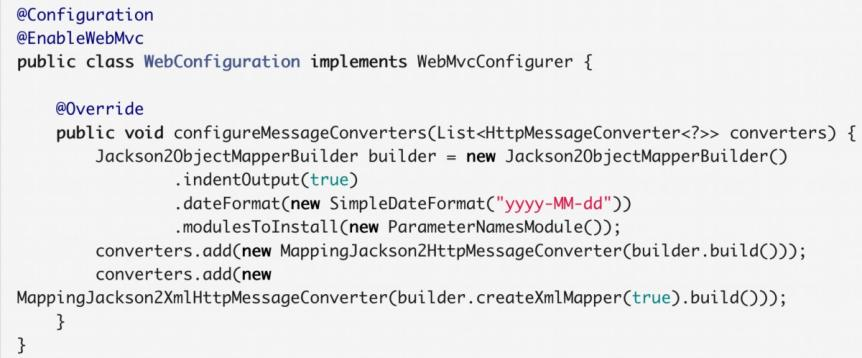 @Configuration
@EnableWebMvc
public class WebConfiguration implements WebMvcConfigurer {
@Override
public void configureMessageConverters(List<HttpMessageConverter<?>> converters) {
Jackson2ObjectMapperBuilder builder = new Jackson2ObjectMapperBuilder()
.indentOutput(true)
.dateFormat(new SimpleDateFormat("yyyy-MM-dd"))
.modulesToInstall(new ParameterNamesModule());
converters.add(new MappingJackson2HttpMessageConverter(builder.build()));
converters.add(new
MappingJackson2XmlHttpMessageConverter(builder.createXmlMapper(true).build()));
}
}